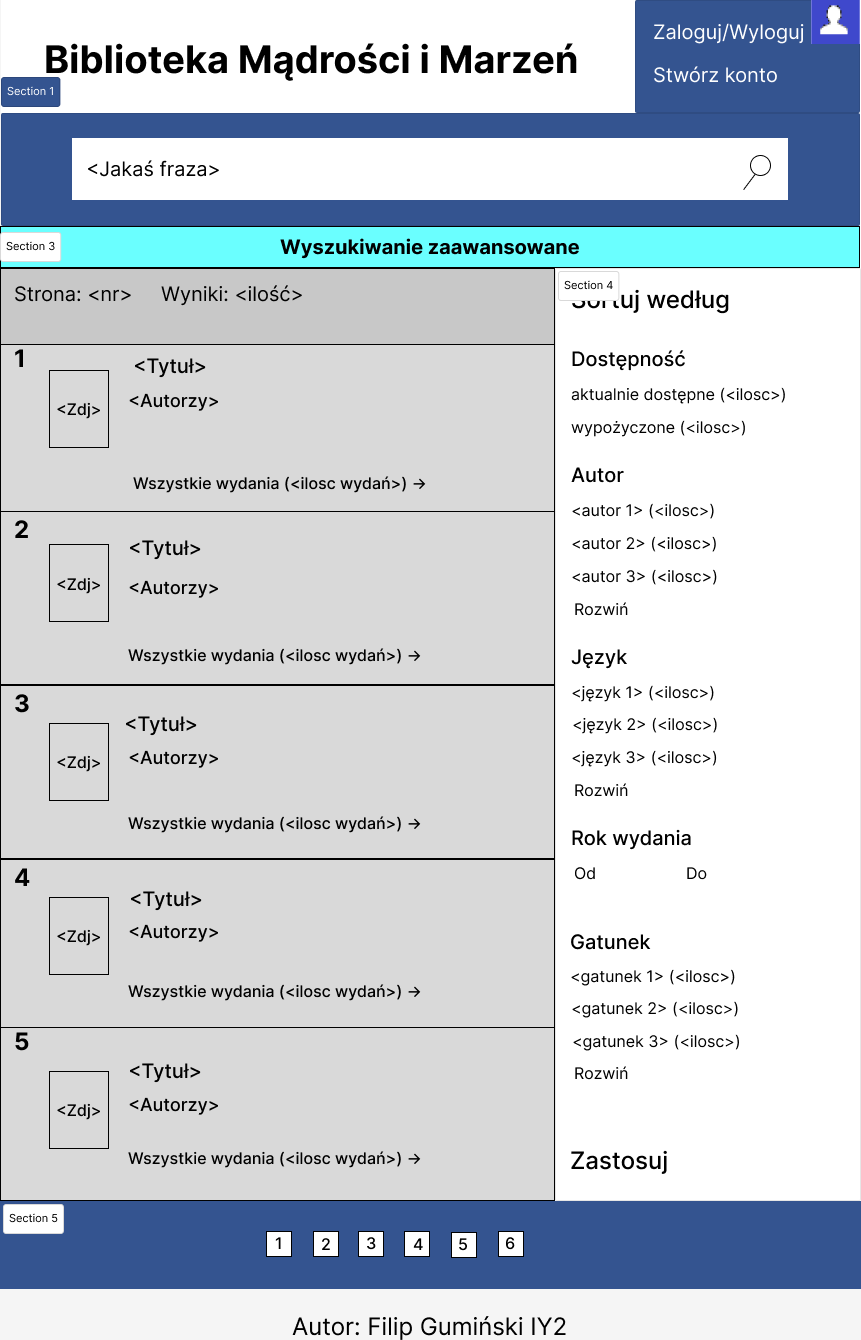 Zaloguj/Wyloguj
Biblioteka Mądrości i Marzeń
Stwórz konto
Section 1
<Jakaś fraza>
Section 3
Wyszukiwanie zaawansowane
Strona: <nr>
Wyniki: <ilość>
1
<Tytuł>
<Zdj>
<Autorzy>
Wszystkie wydania (<ilosc wydań>) →
2
<Tytuł>
<Zdj>
<Autorzy>
Wszystkie wydania (<ilosc wydań>) →
3
<Tytuł>
<Zdj>
<Autorzy>
Wszystkie wydania (<ilosc wydań>) →
4
<Tytuł>
<Zdj>
<Autorzy>
Wszystkie wydania (<ilosc wydań>) →
5
<Tytuł>
<Zdj>
<Autorzy>
Wszystkie wydania (<ilosc wydań>) →
Section 4
Sortuj według
Dostępność
aktualnie dostępne (<ilosc>)
wypożyczone (<ilosc>)
Autor
<autor 1> (<ilosc>)
<autor 2> (<ilosc>)
<autor 3> (<ilosc>)
Rozwiń
Język
<język 1> (<ilosc>)
<język 2> (<ilosc>)
<język 3> (<ilosc>)
Rozwiń
Rok wydania
Od Do
Gatunek
<gatunek 1> (<ilosc>)
<gatunek 2> (<ilosc>)
<gatunek 3> (<ilosc>)
Rozwiń
Zastosuj
Section 5
1 2 3 4 5 6
Autor: Filip Gumiński IY2